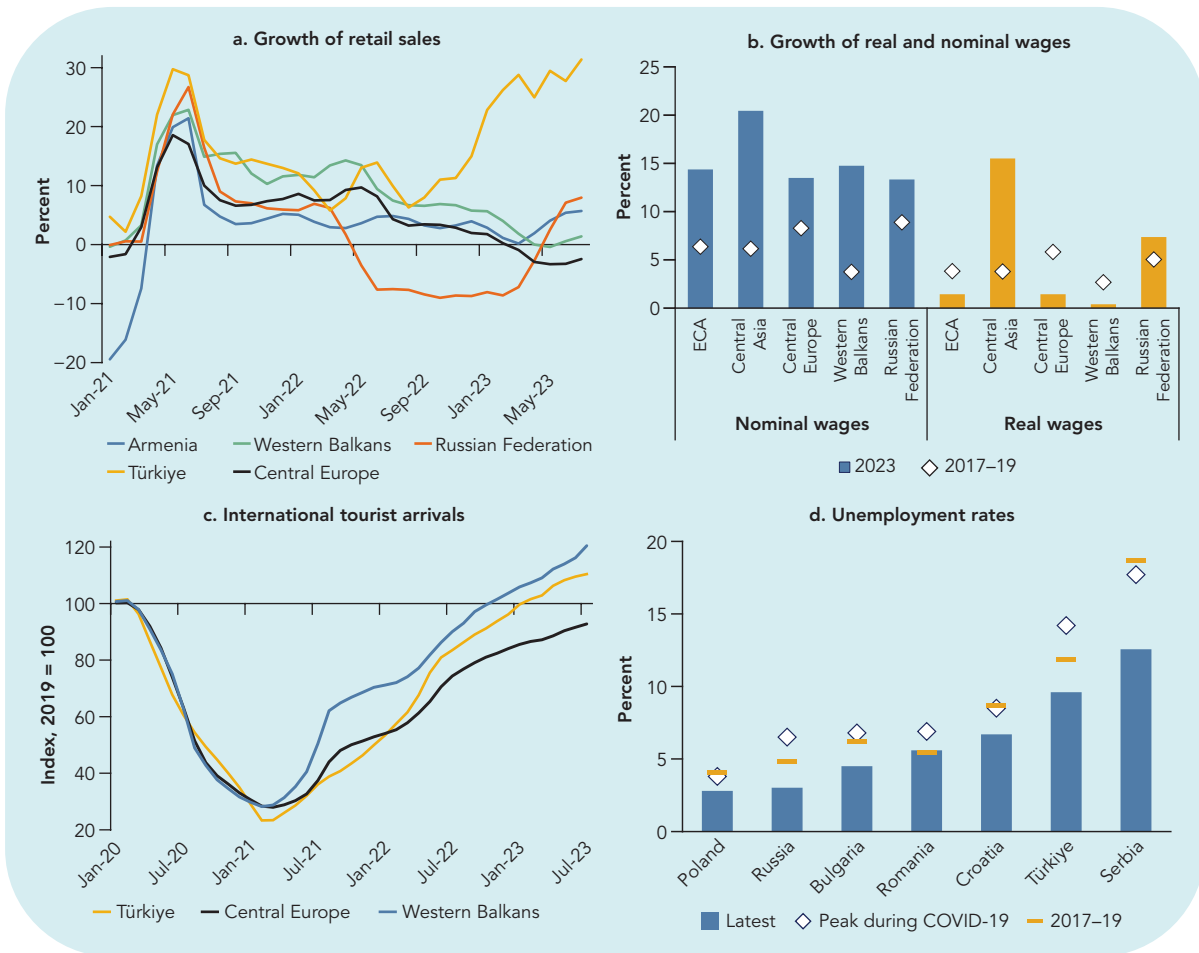 a. Growth of retail sales
Percent
30
20
10
0
−10
−20
Jan-21
May-21
Sep-21
Jan-22
May-22
Sep-22
Jan-23
May-23
Armenia
Western Balkans
Russian Federation
Türkiye
Central Europe
b. Growth of real and nominal wages
Percent
25
20
15
10
5
0
ECA
Central
Asia
Central
Europe
Western
Balkans
Russian
Federation
ECA
Central
Asia
Central
Europe
Western
Balkans
Russian
Federation
Nominal wages
Real wages
2023
2017–19
c. International tourist arrivals
Index, 2019 = 100
120
100
80
60
40
20
Jan-20
Jul-20
Jan-21
Jul-21
Jan-22
Jul-22
Jan-23
Jul-23
Türkiye
Central Europe
Western Balkans
d. Unemployment rates
Percent
20
15
10
5
0
Poland
Russia
Bulgaria
Romania
Croatia
Türkiye
Serbia
Latest
Peak during COVID-19
2017–19